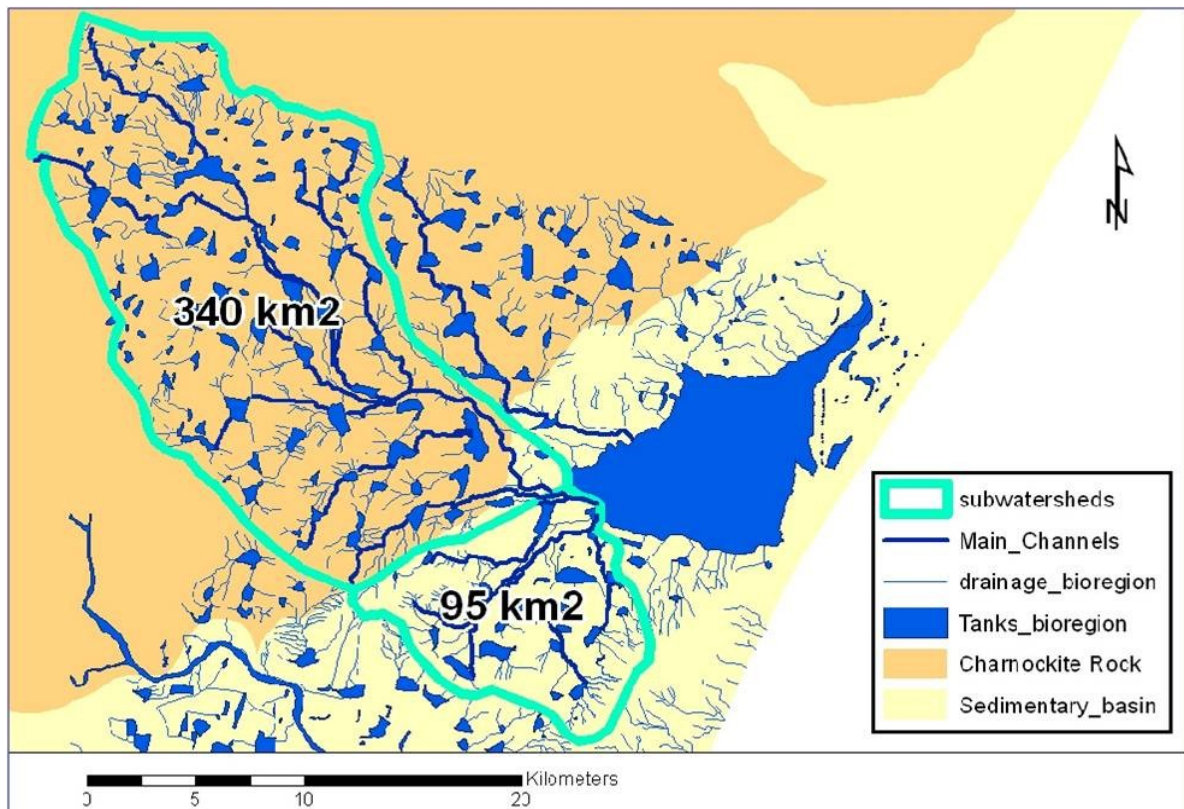 N
340 km2
95 km2
subwatersheds
Main_Channels
drainage_bioregion
Tanks_bioregion
Charnockite Rock
Sedimentary_basin
Kilometers
0 5 10 20